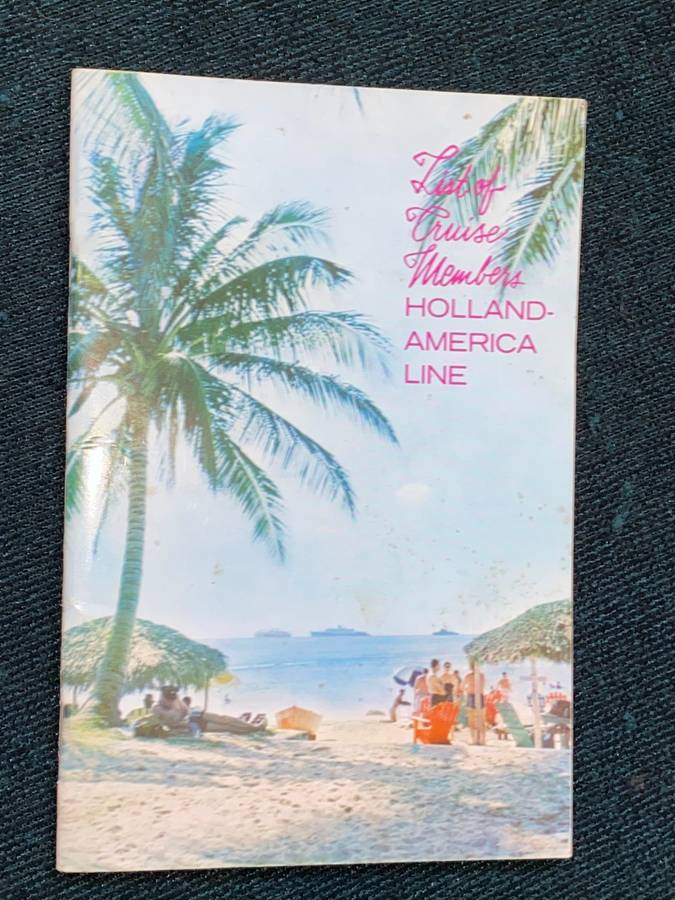 List of
Cruise
Members
HOLLAND-
AMERICA
LINE